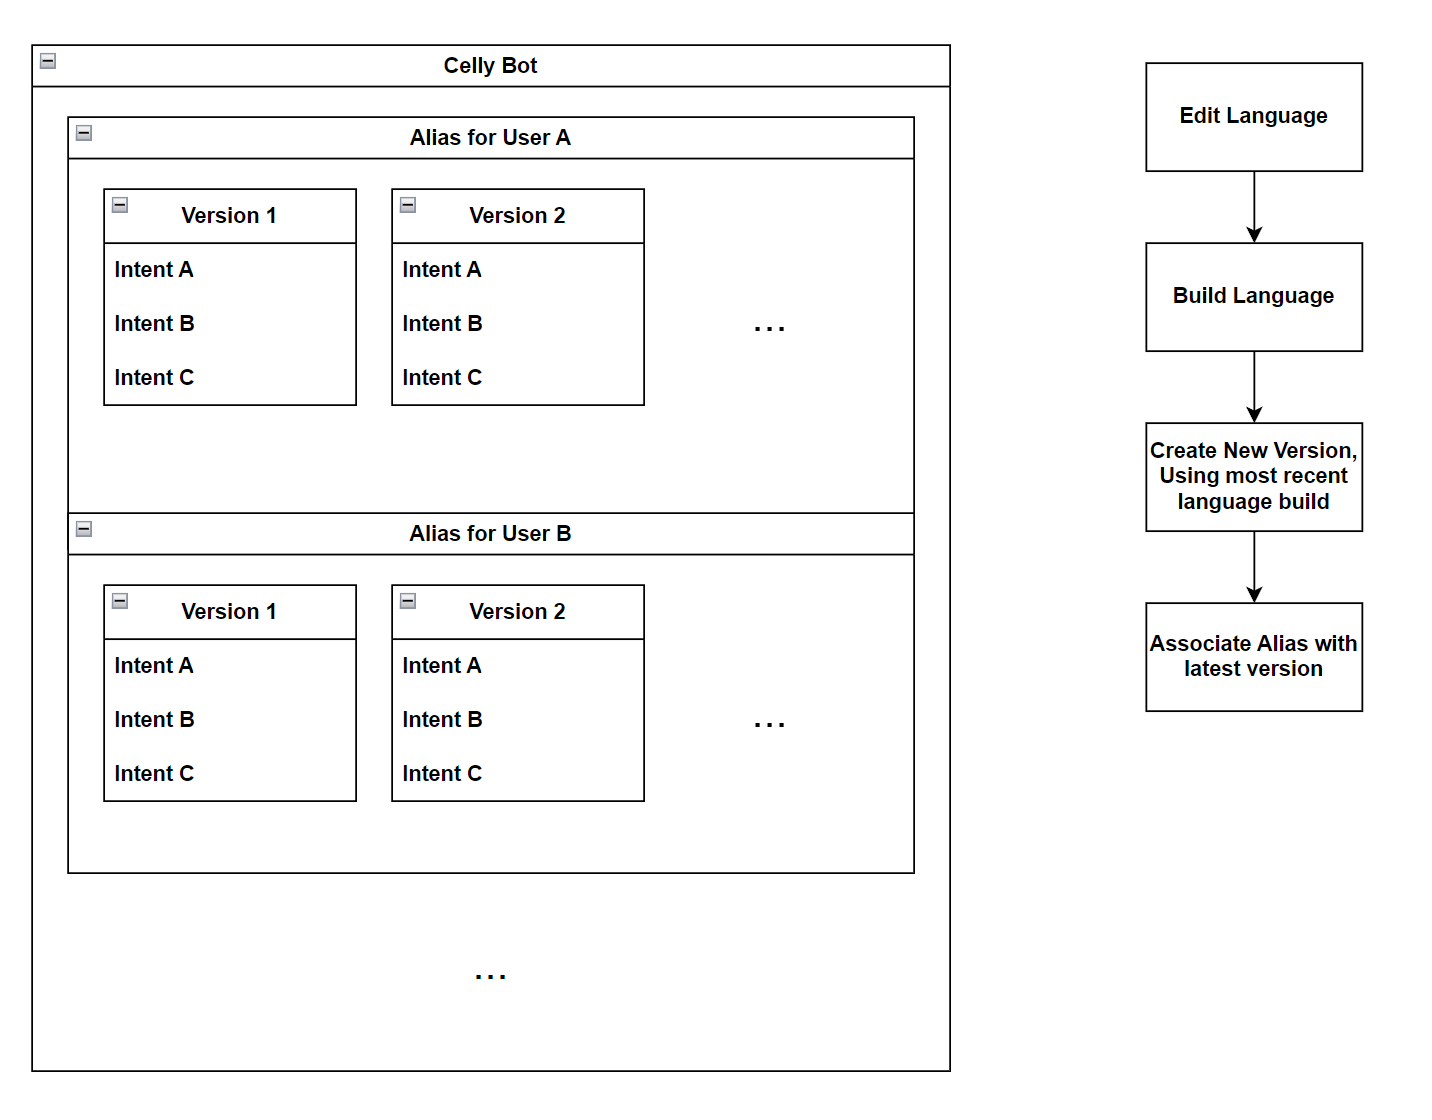 Celly Bot
Alias for User A
Version 1
Intent A
Intent B
Intent C
Version 2
Intent A
Intent B
Intent C
...
Alias for User B
Version 1
Intent A
Intent B
Intent C
Version 2
Intent A
Intent B
Intent C
...
...
Edit Language
Build Language
Create New Version,
Using most recent
language build
Associate Alias with
latest version